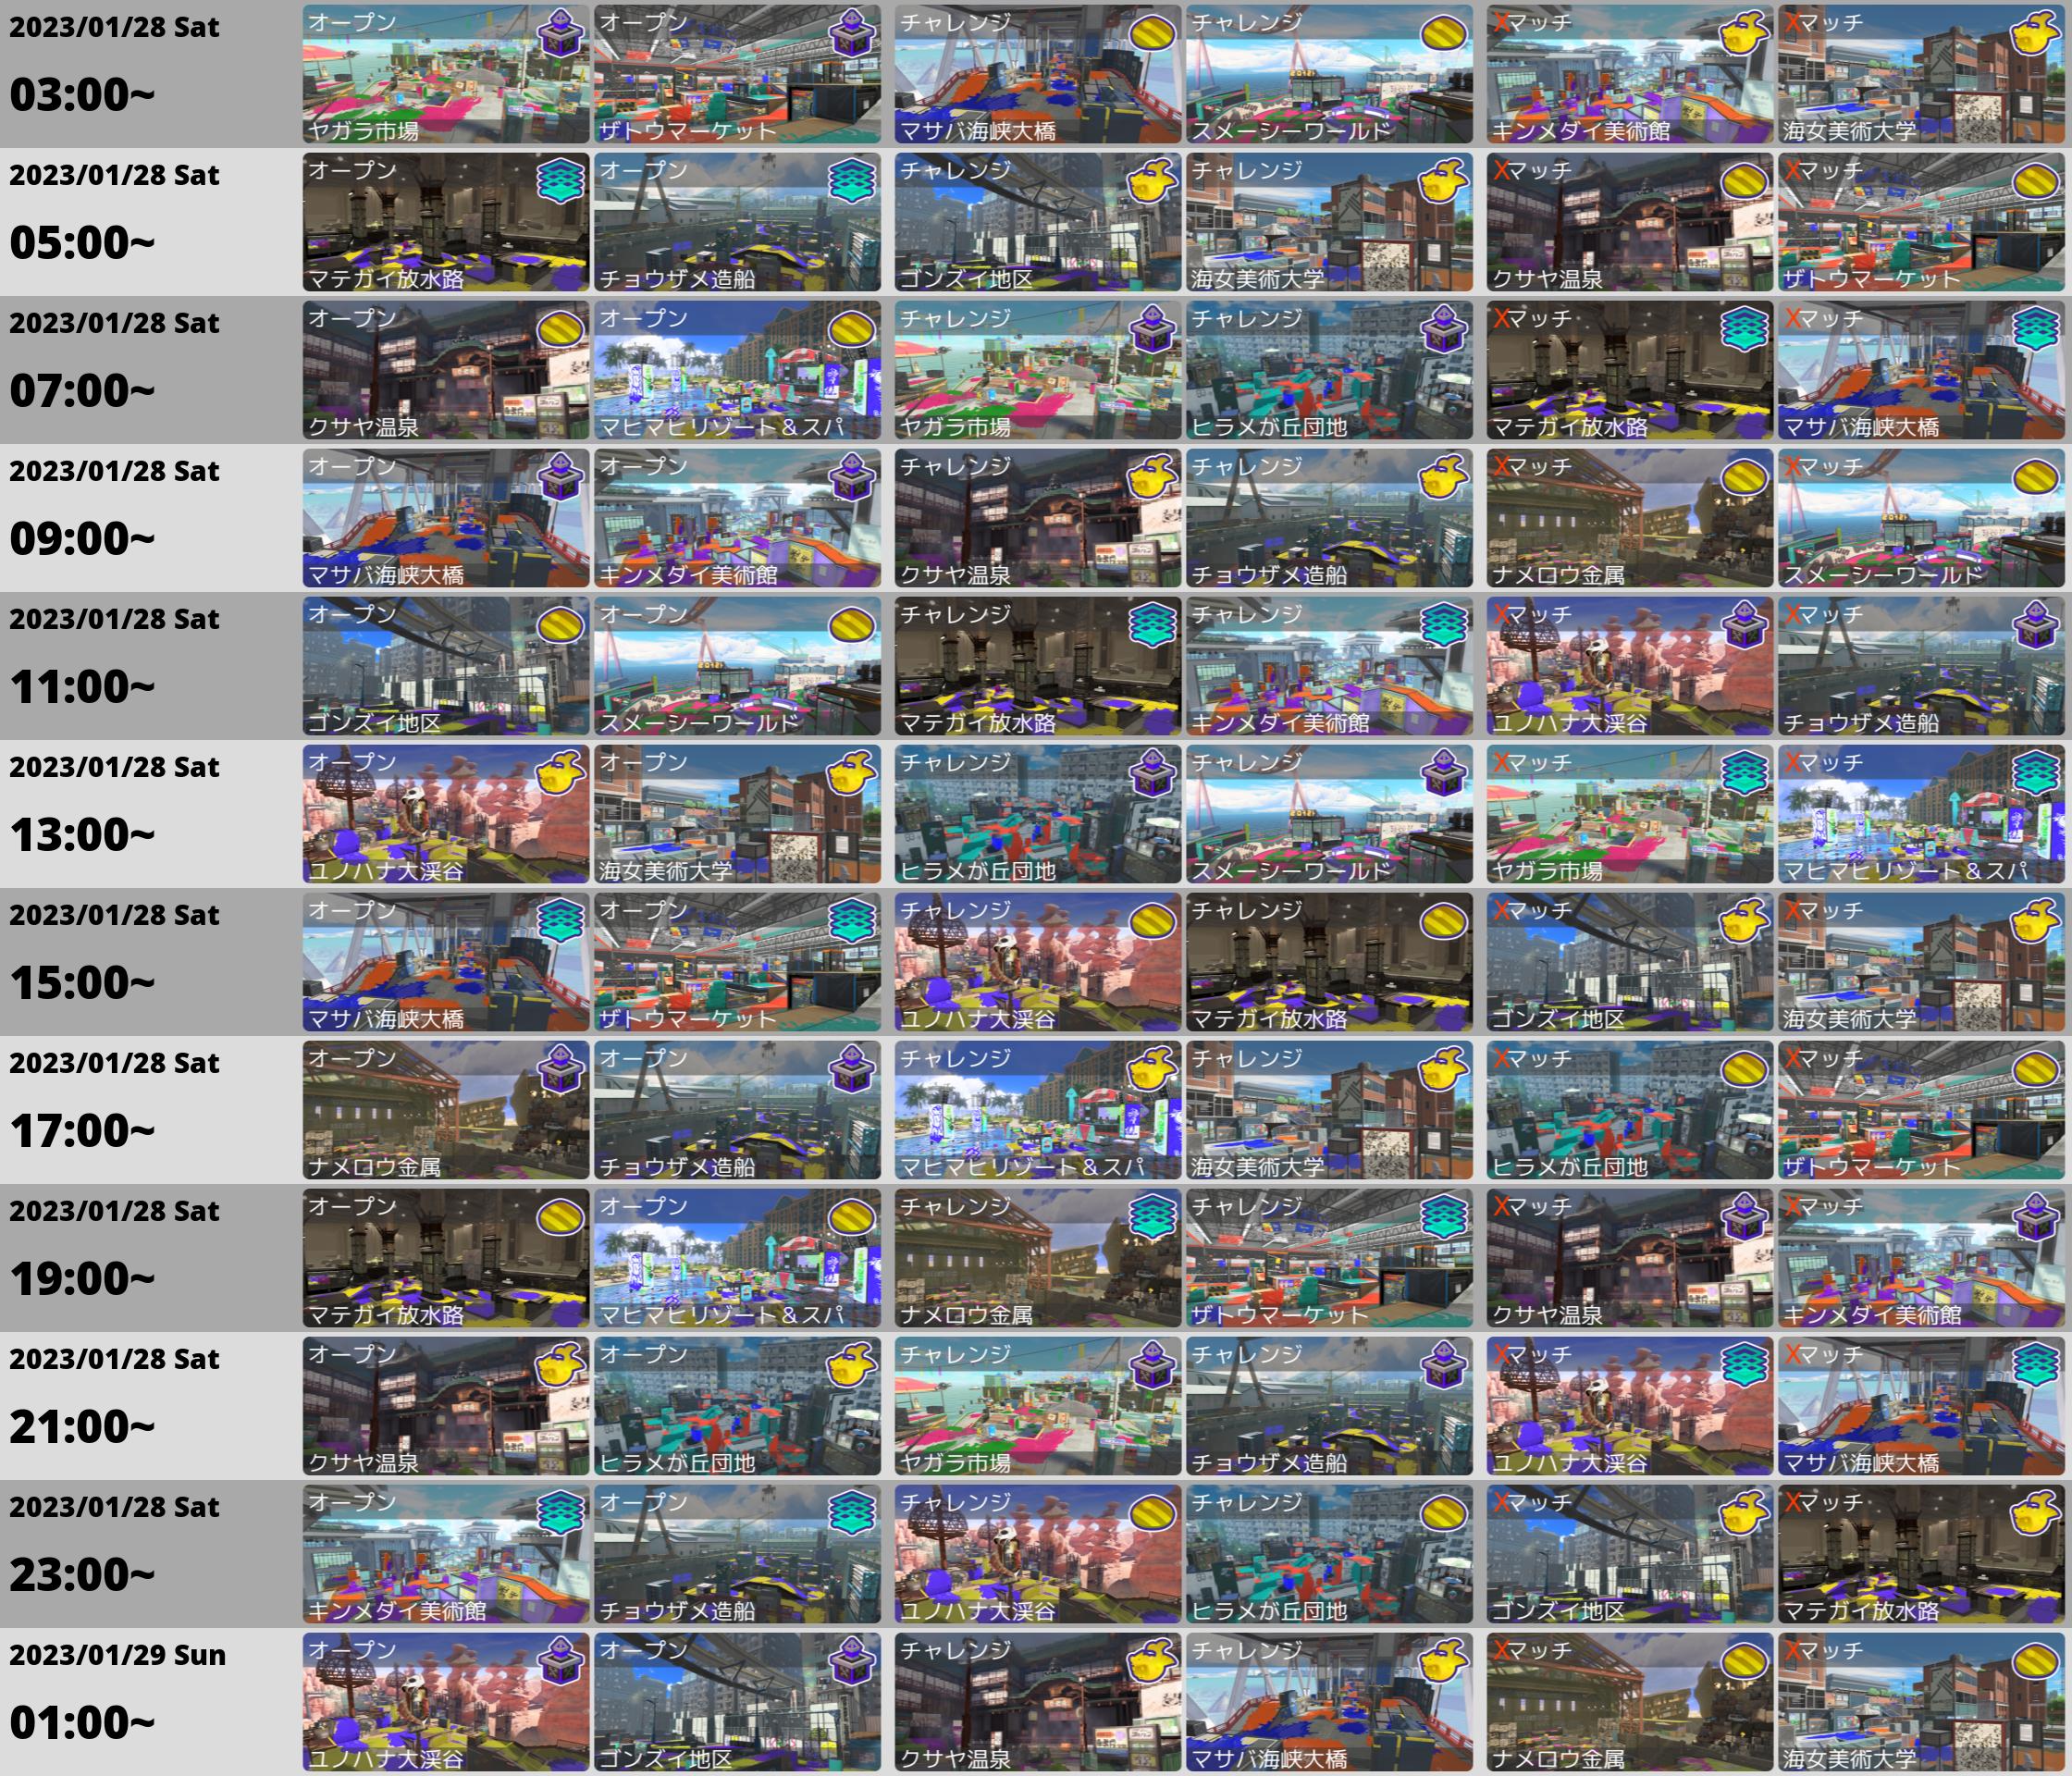 2023/01/28 Sat
03:00~
オープン オープン チャレンジ チャレンジ Xマッチ Xマッチ
ヤガラ市場 ザトウマーケット マサバ海峡大橋 スメーシーワールド キンメダイ美術館 海女美術大学
2023/01/28 Sat
05:00~
オープン オープン チャレンジ チャレンジ Xマッチ Xマッチ
マテガイ放水路 チョウザメ造船 ゴンズイ地区 海女美術大学 クサヤ温泉 ザトウマーケット
2023/01/28 Sat
07:00~
オープン オープン チャレンジ チャレンジ Xマッチ Xマッチ
クサヤ温泉 マヒマヒリゾート&スパ ヤガラ市場 ヒラメが丘団地 マテガイ放水路 マサバ海峡大橋
2023/01/28 Sat
09:00~
オープン オープン チャレンジ チャレンジ Xマッチ Xマッチ
マサバ海峡大橋 キンメダイ美術館 クサヤ温泉 チョウザメ造船 ナメロウ金属 スメーシーワールド
2023/01/28 Sat
11:00~
オープン オープン チャレンジ チャレンジ Xマッチ Xマッチ
ゴンズイ地区 スメーシーワールド マテガイ放水路 キンメダイ美術館 ユノハナ大渓谷 チョウザメ造船
2023/01/28 Sat
13:00~
オープン オープン チャレンジ チャレンジ Xマッチ Xマッチ
ユノハナ大渓谷 海女美術大学 ヒラメが丘団地 スメーシーワールド ヤガラ市場 マヒマヒリゾート&スパ
2023/01/28 Sat
15:00~
オープン オープン チャレンジ チャレンジ Xマッチ Xマッチ
マサバ海峡大橋 ザトウマーケット ユノハナ大渓谷 マテガイ放水路 ゴンズイ地区 海女美術大学
2023/01/28 Sat
17:00~
オープン オープン チャレンジ チャレンジ Xマッチ Xマッチ
ナメロウ金属 チョウザメ造船 マヒマヒリゾート&スパ 海女美術大学 ヒラメが丘団地 ザトウマーケット
2023/01/28 Sat
19:00~
オープン オープン チャレンジ チャレンジ Xマッチ Xマッチ
マテガイ放水路 マヒマヒリゾート&スパ ナメロウ金属 ザトウマーケット クサヤ温泉 キンメダイ美術館
2023/01/28 Sat
21:00~
オープン オープン チャレンジ チャレンジ Xマッチ Xマッチ
クサヤ温泉 ヒラメが丘団地 ヤガラ市場 チョウザメ造船 ユノハナ大渓谷 マサバ海峡大橋
2023/01/28 Sat
23:00~
オープン オープン チャレンジ チャレンジ Xマッチ Xマッチ
キンメダイ美術館 チョウザメ造船 ユノハナ大渓谷 ヒラメが丘団地 ゴンズイ地区 マテガイ放水路
2023/01/29 Sun
01:00~
オープン オープン チャレンジ チャレンジ Xマッチ Xマッチ
ユノハナ大渓谷 ゴンズイ地区 クサヤ温泉 マサバ海峡大橋 ナメロウ金属 海女美術大学